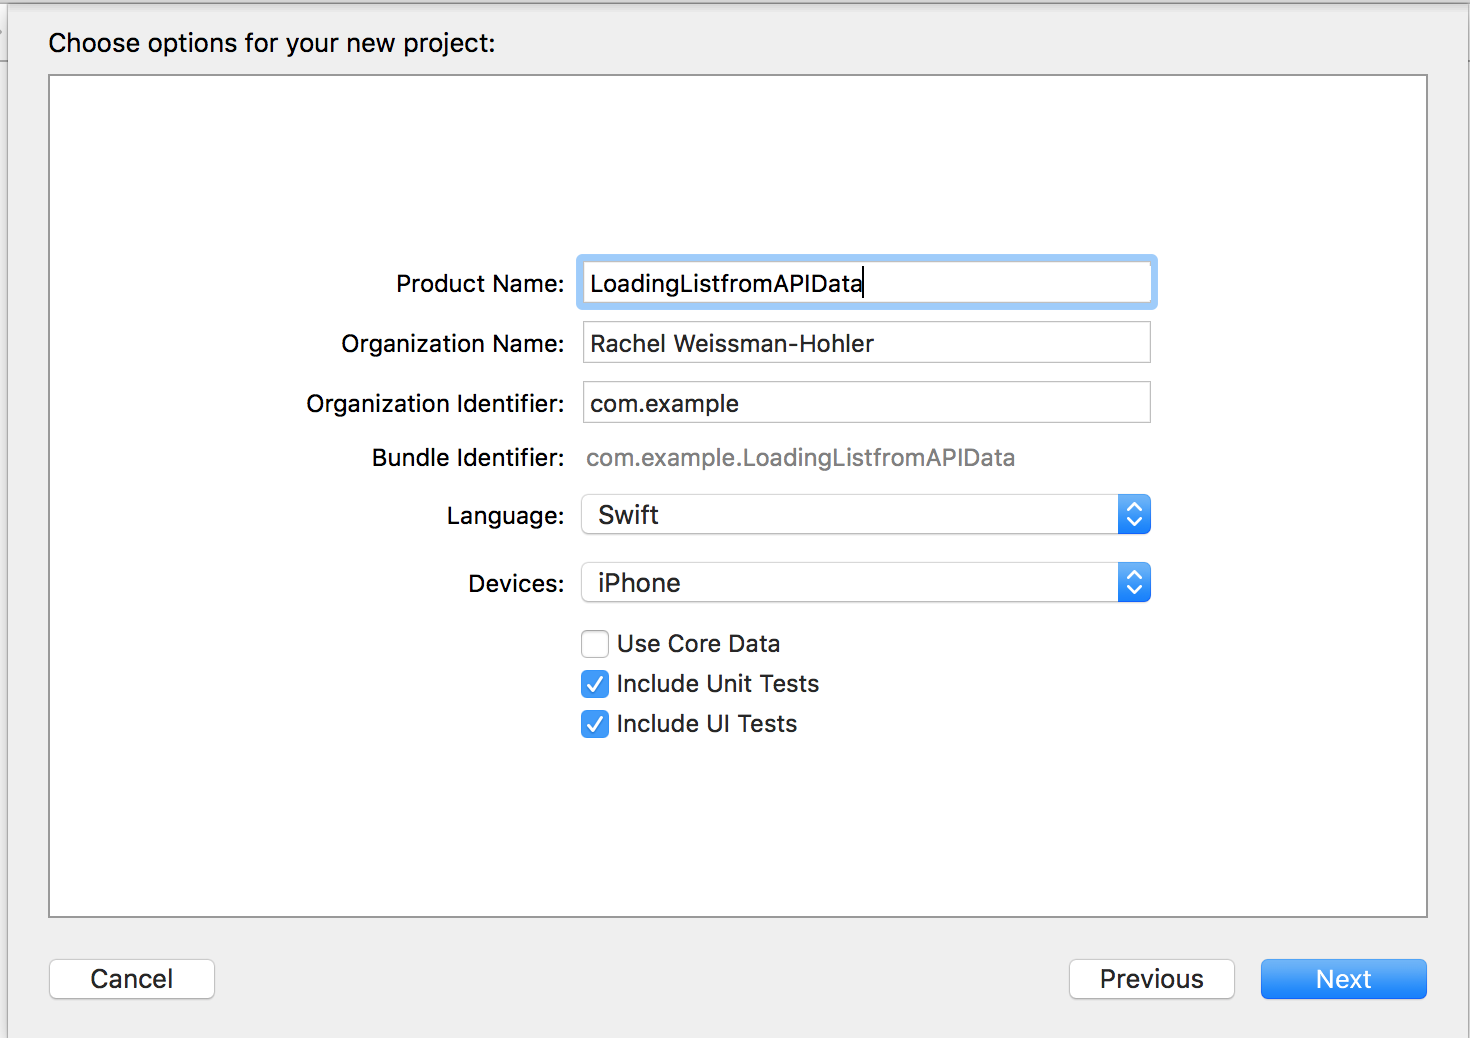 Choose options for your new project:
Product Name: LoadingListfromAPIData
Organization Name: Rachel Weissman-Hohler
Organization Identifier: com.example
Bundle Identifier: com.example.LoadingListfromAPIData
Language: Swift
Devices: iPhone
Use Core Data
Include Unit Tests
Include UI Tests
Cancel Previous Next